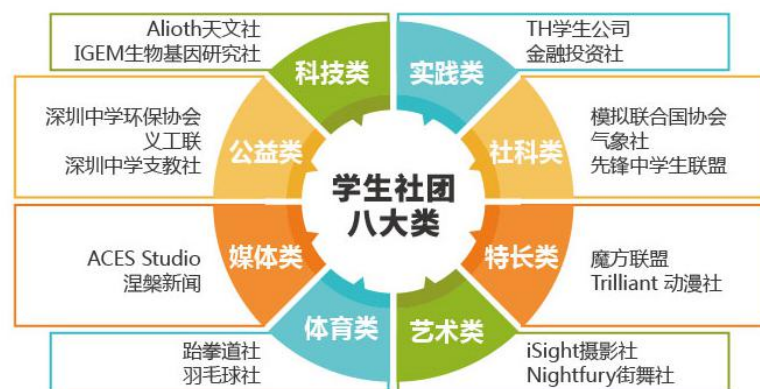 学生社团
八大类
科技类
Alioth天文社
IGEM生物基因研究社
实践类
TH学生公司
金融投资社
公益类
深圳中学环保协会
义工联
深圳中学支教社
社科类
模拟联合国协会
气象社
先锋中学生联盟
媒体类
ACES Studio
涅槃新闻
特长类
魔方联盟
Trilliant 动漫社
体育类
跆拳道社
羽毛球社
艺术类
iSight摄影社
Nightfury街舞社